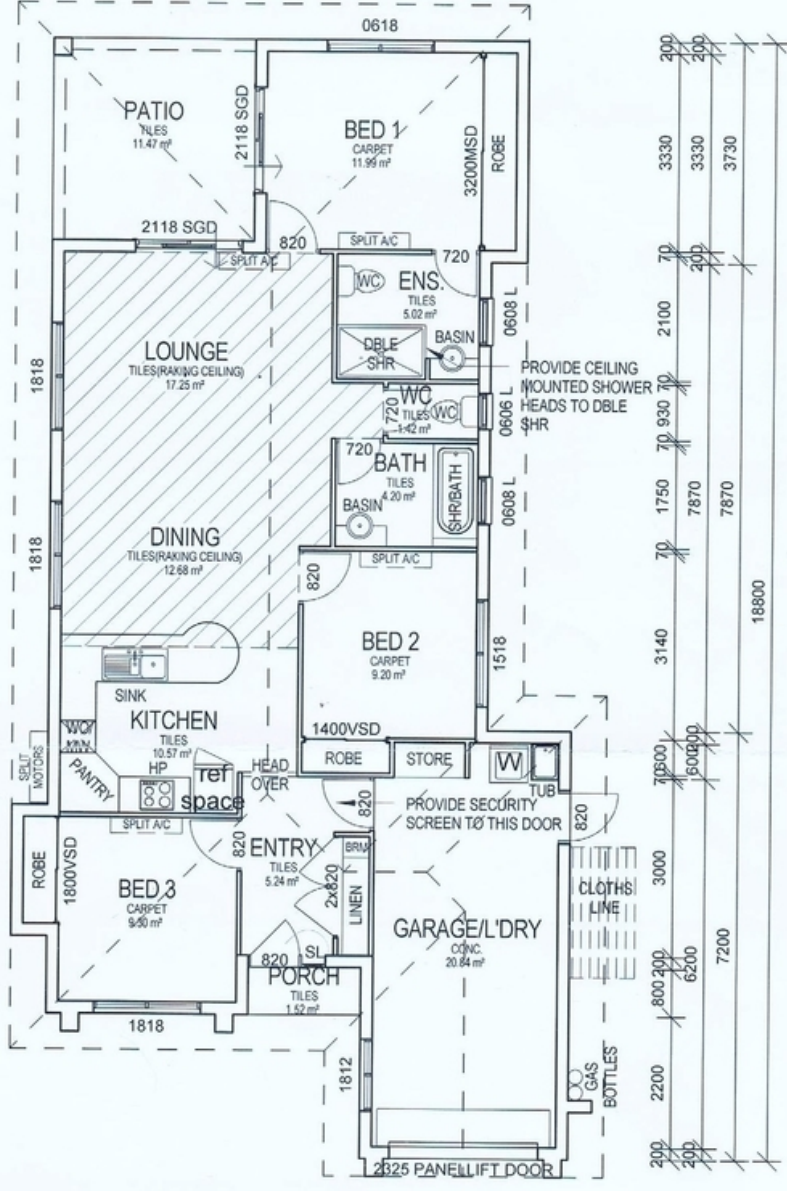 0618
PATIO
TILES
11.47 m²
2118 SGD
BED 1
CARPET
11.99 m²
3200MSD
ROBE
2118 SGD
820
SPLIT A/C
SPLIT A/C
720
WC
ENS.
TILES
5.02 m²
0608 L
LOUNGE
TILES(RAKING CEILING)
17.25 m²
DBLE
SHR
BASIN
1818
PROVIDE CEILING
MOUNTED SHOWER
HEADS TO DBLE
SHR
WC
TILES
1.42 m²
WC
720
0606 L
720
BATH
TILES
4.20 m²
BASIN
SHR/BATH
0608 L
DINING
TILES(RAKING CEILING)
12.68 m²
1818
SPLIT A/C
820
BED 2
CARPET
9.20 m²
1518
SINK
KITCHEN
TILES
10.57 m²
1400VSD
ROBE
STORE
W
TUB
WO/
SPLIT
MOTORS
PANTRY
HP
ref
space
HEAD
OVER
820
PROVIDE SECURITY
SCREEN TO THIS DOOR
820
SPLIT A/C
820
ENTRY
TILES
5.24 m²
BRM
ROBE
1800VSD
BED 3
CARPET
2x820
LINEN
CLOTHS
LINE
GARAGE/L'DRY
CONC.
20.84 m²
820
SL
PORCH
TILES
1.52 m²
1818
1812
GAS
BOTTLES
2325 PANELLIFT DOOR
200
200
3330
3330
3730
70
200
2100
70
930
70
1750
7870
7870
70
18800
3140
200
600
600
70
3000
200
6200
7200
800
2200
200
200